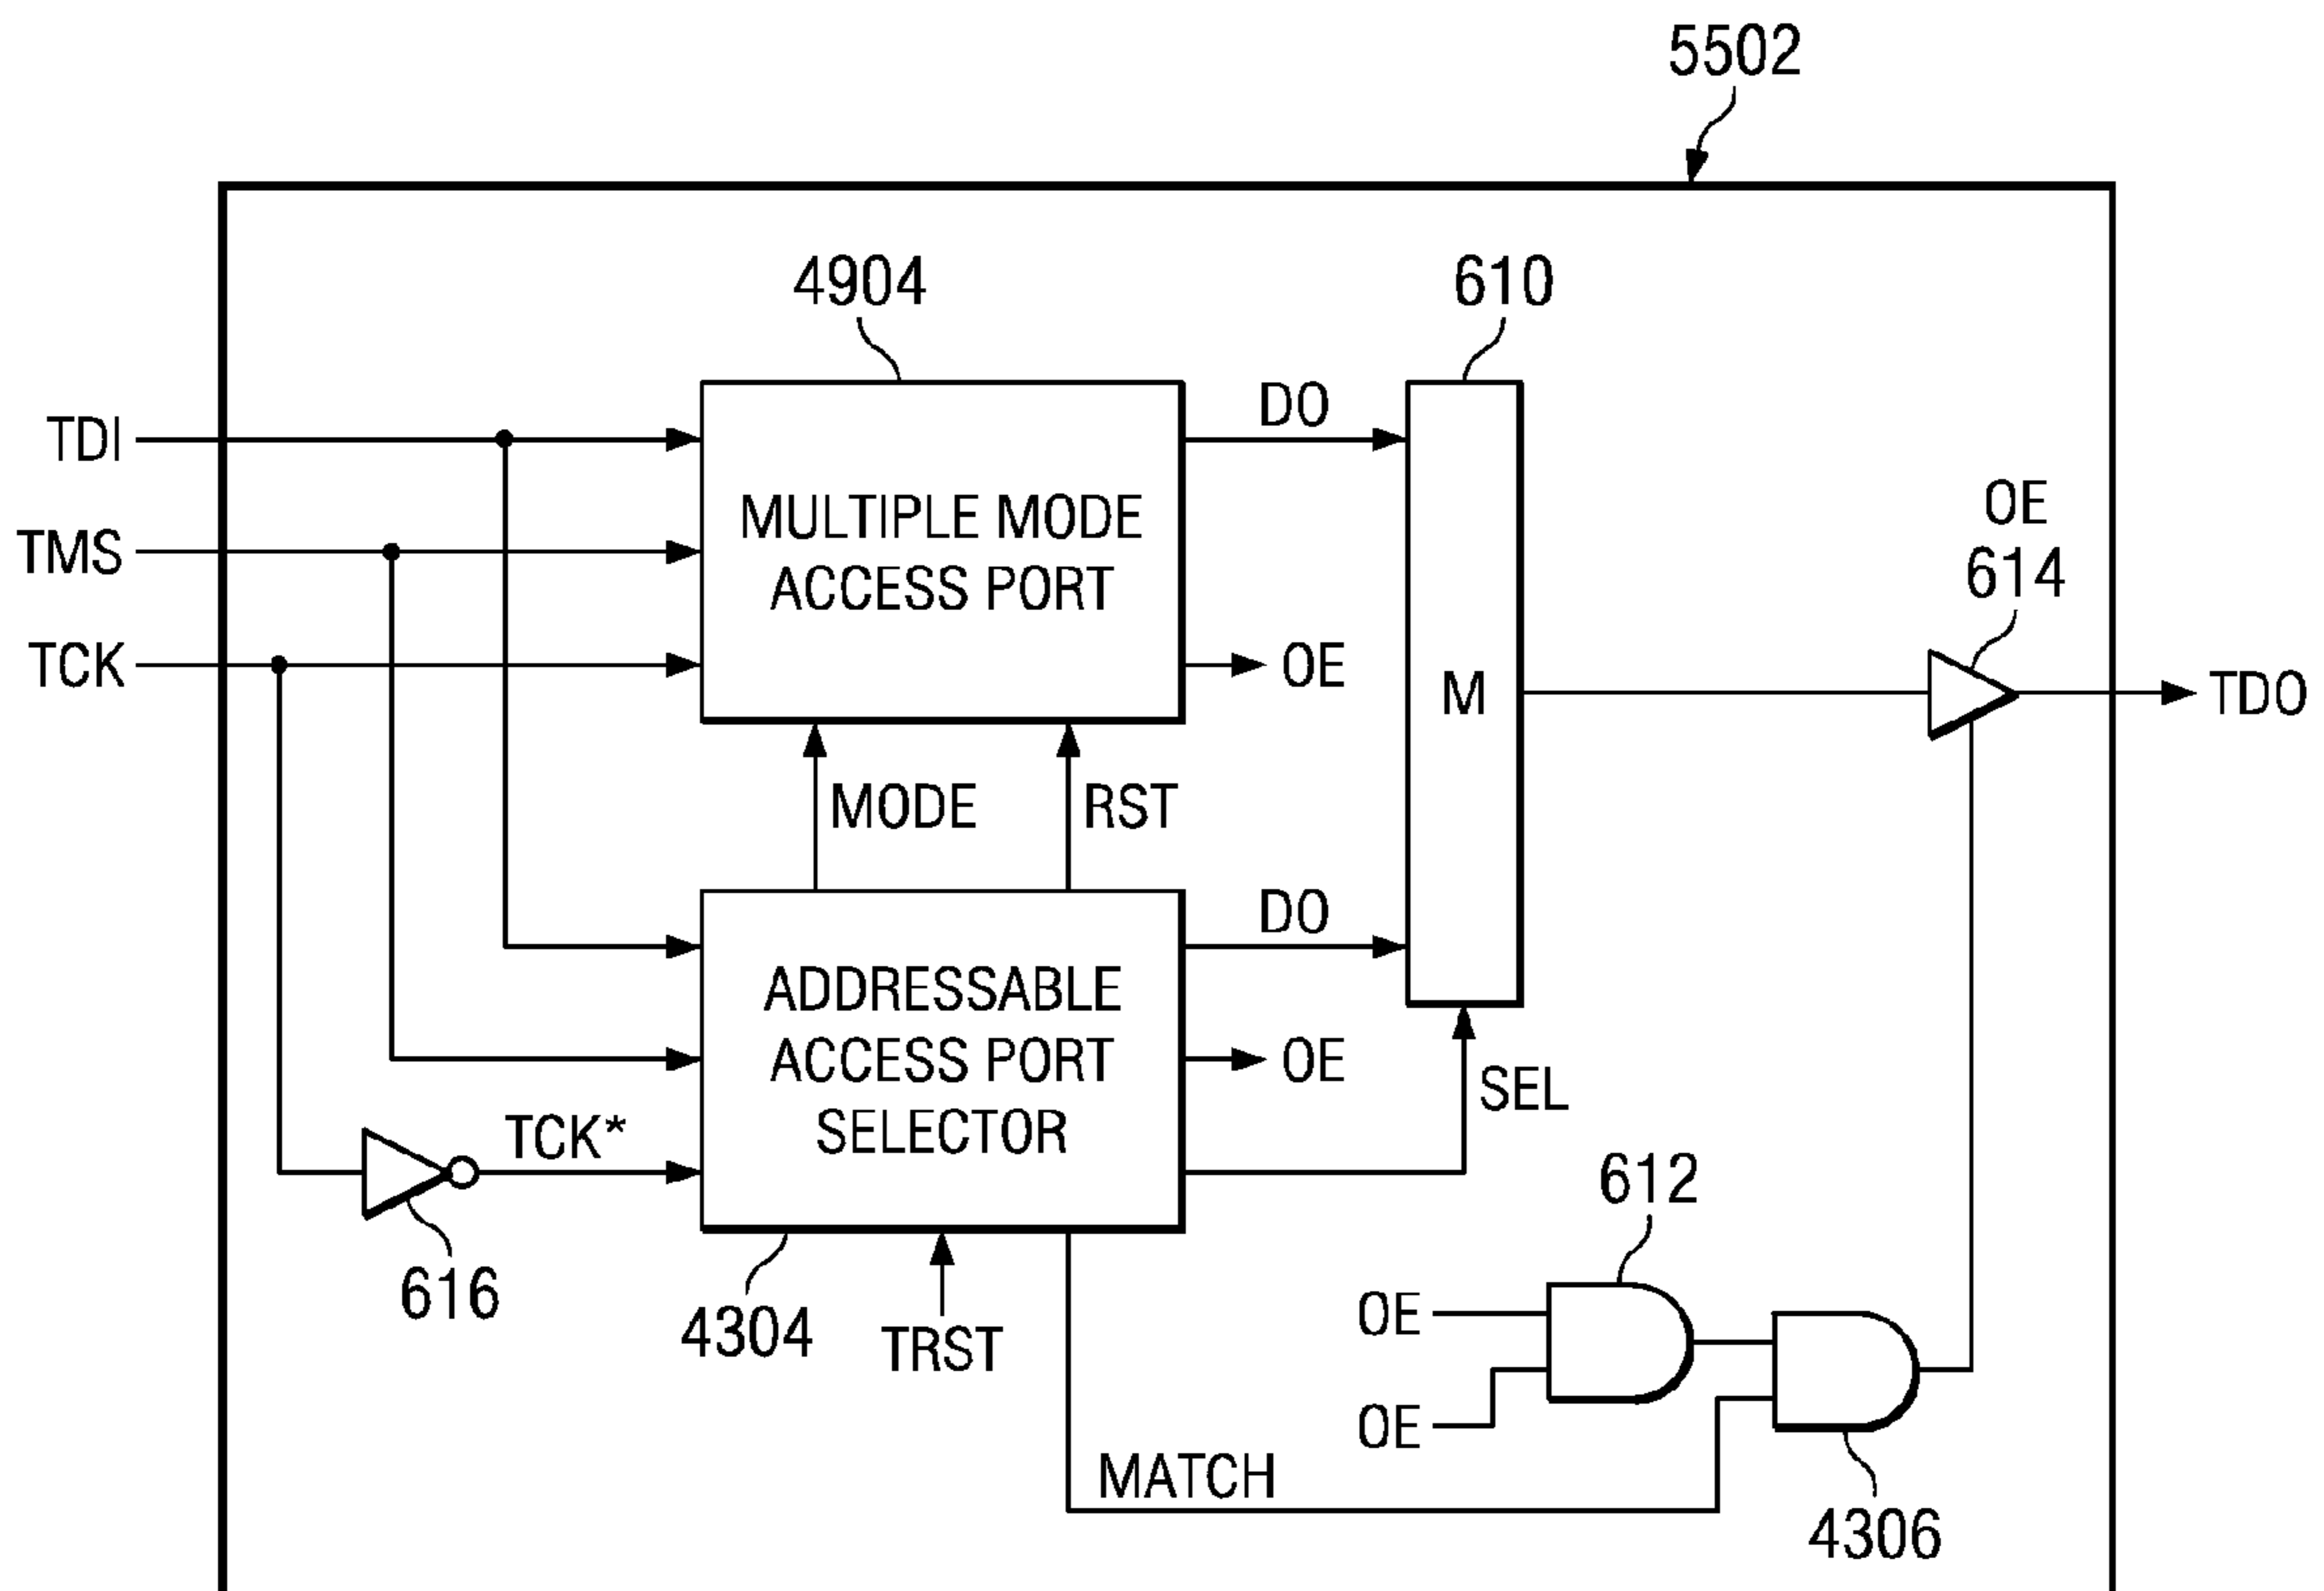 5502
4904
610
TDI
DO
MULTIPLE MODE
ACCESS PORT
OE
614
TMS
TCK
OE
M
TDO
MODE
RST
DO
ADDRESSABLE
ACCESS PORT
SELECTOR
OE
SEL
TCK*
616
4304
TRST
612
OE
OE
MATCH
4306